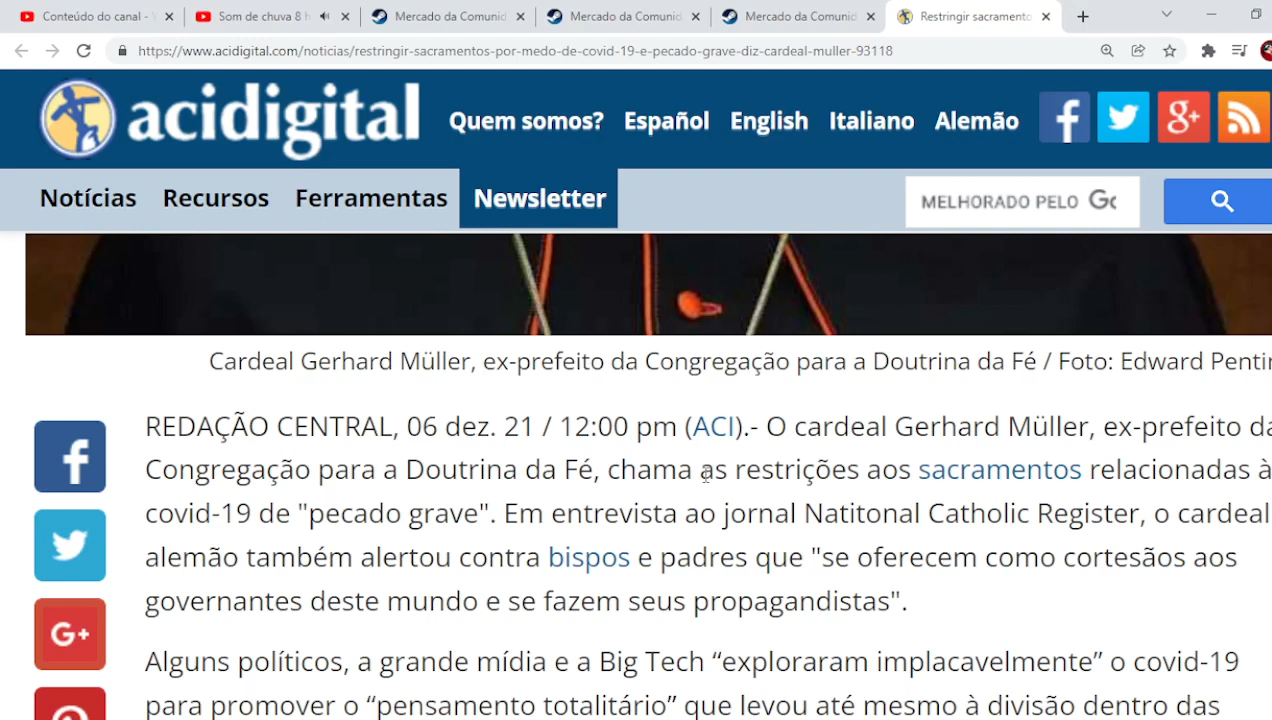 Conteúdo do canal - Y
Som de chuva 8 h
Mercado da Comunid
Mercado da Comunid
Mercado da Comunid
Restringir sacramento
https://www.acidigital.com/noticias/restringir-sacramentos-por-medo-de-covid-19-e-pecado-grave-diz-cardeal-muller-93118
acidigital
Quem somos? Español English Italiano Alemão
Notícias Recursos Ferramentas Newsletter
MELHORADO PELO Go
Cardeal Gerhard Müller, ex-prefeito da Congregação para a Doutrina da Fé / Foto: Edward Pentin
REDAÇÃO CENTRAL, 06 dez. 21 / 12:00 pm (ACI).- O cardeal Gerhard Müller, ex-prefeito da
Congregação para a Doutrina da Fé, chama as restrições aos sacramentos relacionadas à
covid-19 de "pecado grave". Em entrevista ao jornal Natitonal Catholic Register, o cardeal
alemão também alertou contra bispos e padres que "se oferecem como cortesãos aos
governantes deste mundo e se fazem seus propagandistas".
Alguns políticos, a grande mídia e a Big Tech “exploraram implacavelmente” o covid-19
para promover o “pensamento totalitário” que levou até mesmo à divisão dentro das